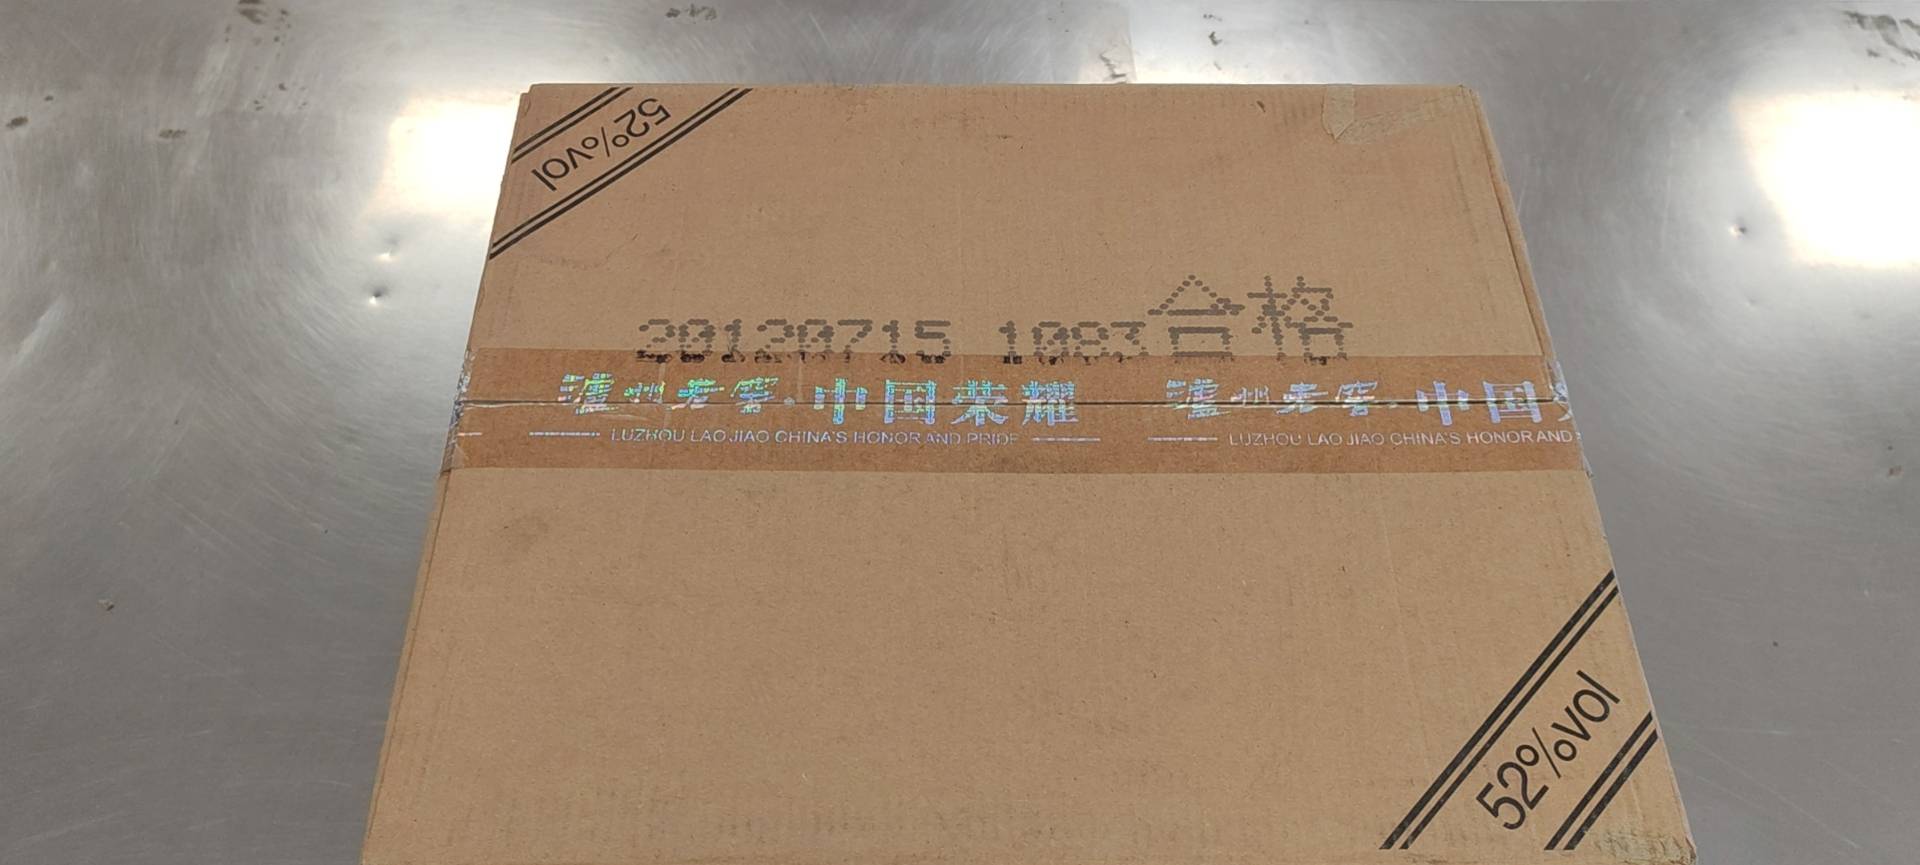 52%vol
20120715 1003合格
泸州老窖·中国荣耀 泸州老窖·中国
LUZHOU LAO JIAO CHINA'S HONOR AND PRIDE LUZHOU LAO JIAO CHINA'S HONOR AND
52%vol